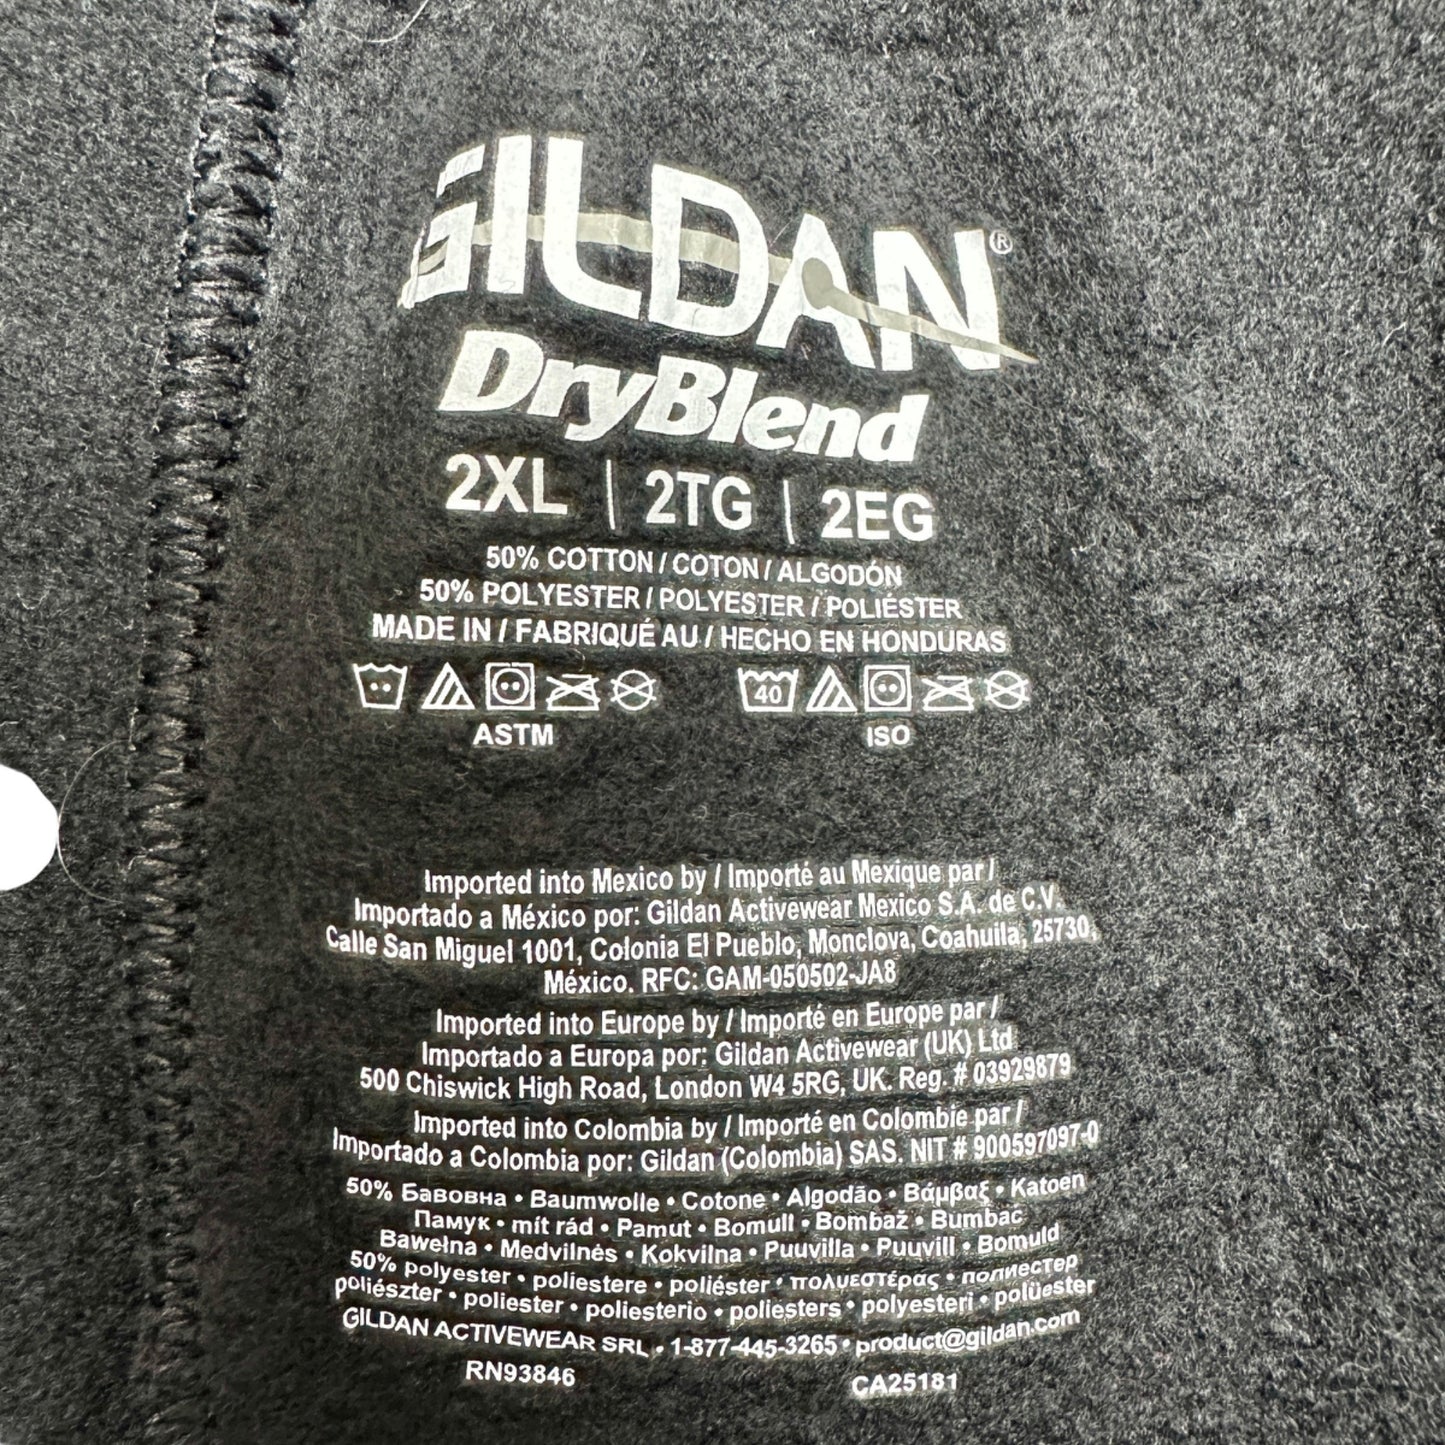 GILDAN®
DryBlend
2XL | 2TG | 2EG
50% COTTON / COTON / ALGODÓN
50% POLYESTER / POLYESTER / POLIÉSTER
MADE IN / FABRIQUÉ AU / HECHO EN HONDURAS
40
ASTM ISO
Imported into Mexico by / Importé au Mexique par /
Importado a México por: Gildan Activewear Mexico S.A. de C.V.
Calle San Miguel 1001, Colonia El Pueblo, Monclova, Coahuila, 25730,
México. RFC: GAM-050502-JA8
Imported into Europe by / Importé en Europe par /
Importado a Europa por: Gildan Activewear (UK) Ltd
500 Chiswick High Road, London W4 5RG, UK. Reg. # 03929879
Imported into Colombia by / Importé en Colombie par /
Importado a Colombia por: Gildan (Colombia) SAS. NIT # 900597097-0
50% Бавовна • Baumwolle • Cotone • Algodão • Βάμβαξ • Katoen
Памук • mít rád • Pamut • Bomull • Bombaž • Bumbac
Bawełna • Medvilnės • Kokvilna • Puuvilla • Puuvill • Bomuld
50% polyester • poliestere • poliéster • πολυεστέρας • полиестер
poliészter • poliester • poliesterio • poliesters • polyesteri • polüester
GILDAN ACTIVEWEAR SRL • 1-877-445-3265 • product@gildan.com
RN93846 CA25181